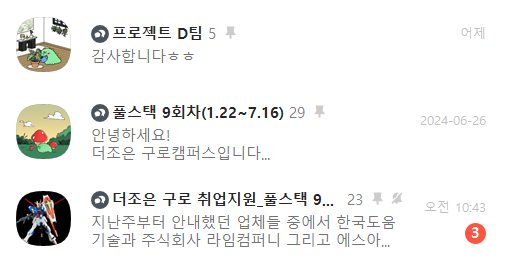 프로젝트 D팀 5
어제
감사합니다ㅎㅎ
풀스택 9회차(1.22~7.16) 29
2024-06-26
안녕하세요!
더조은 구로캠퍼스입니다...
더조은 구로 취업지원_풀스택 9... 23
오전 10:43
지난주부터 안내했던 업체들 중에서 한국도움
기술과 주식회사 라임컴퍼니 그리고 에스아...
3